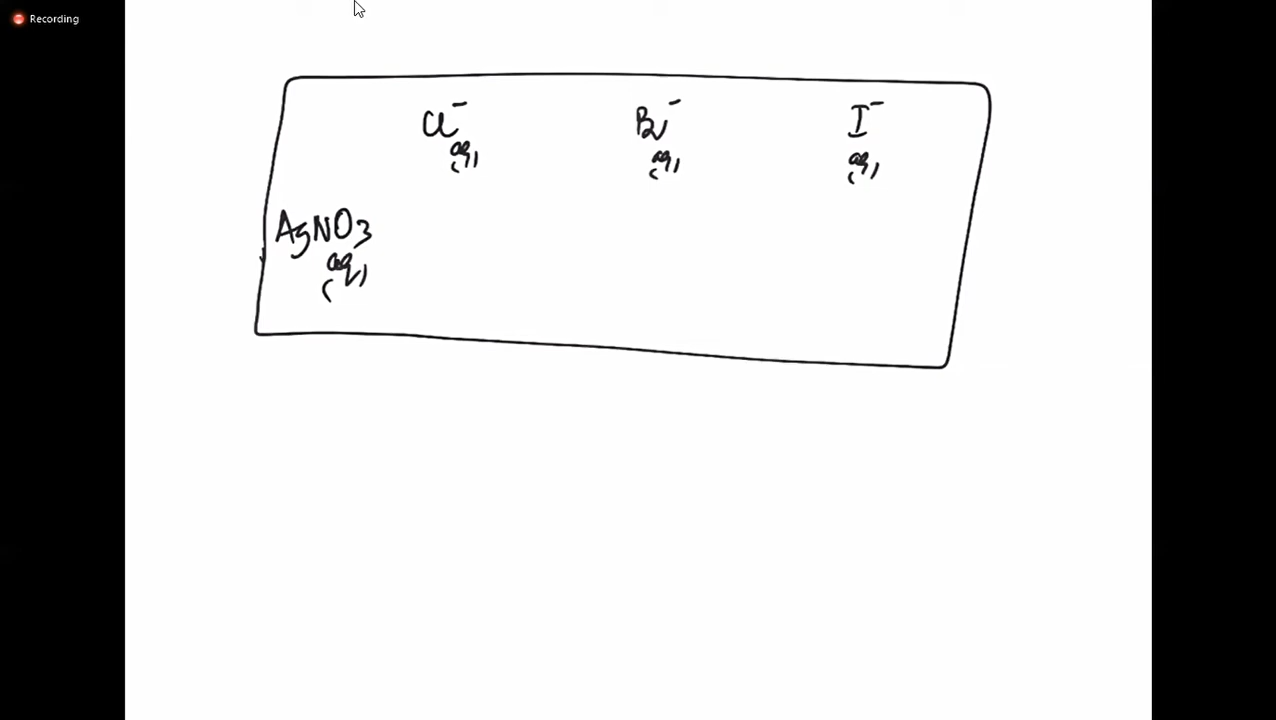 Recording
Cl⁻ Br⁻ I⁻
(aq) (aq) (aq)
AgNO3
(aq)